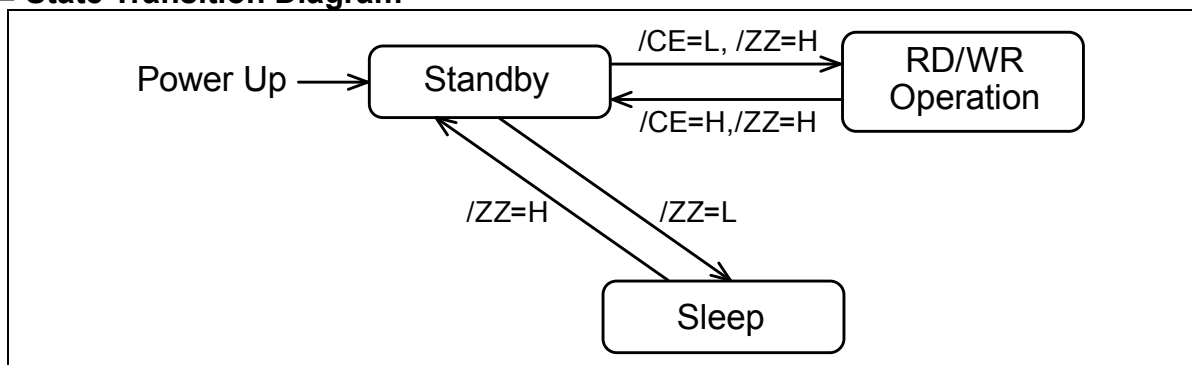 State Transition Diagram
/CE=L, /ZZ=H
Power Up
Standby
RD/WR
Operation
/CE=H,/ZZ=H
/ZZ=H
/ZZ=L
Sleep